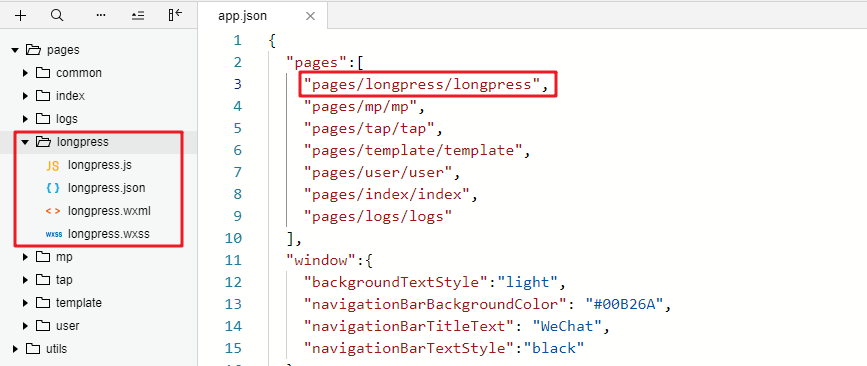 pages
common
index
logs
longpress
JS longpress.js
{ } longpress.json
< > longpress.wxml
WXSS longpress.wxss
mp
tap
template
user
utils
app.json
1 {
2 "pages":[
3 "pages/longpress/longpress",
4 "pages/mp/mp",
5 "pages/tap/tap",
6 "pages/template/template",
7 "pages/user/user",
8 "pages/index/index",
9 "pages/logs/logs"
10 ],
11 "window":{
12 "backgroundTextStyle":"light",
13 "navigationBarBackgroundColor": "#00B26A",
14 "navigationBarTitleText": "WeChat",
15 "navigationBarTextStyle":"black"